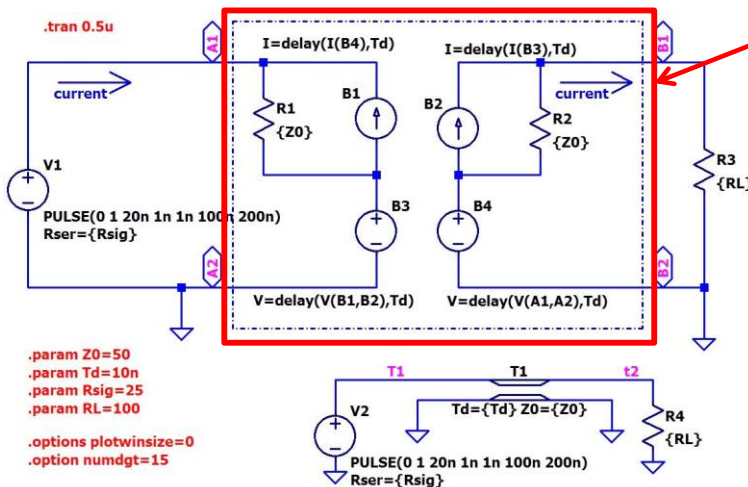 .tran 0.5u
A1
I=delay(I(B4),Td)
I=delay(I(B3),Td)
B1
current
current
R1
{Z0}
B1
B2
R2
{Z0}
R3
{RL}
V1
PULSE(0 1 20n 1n 1n 100n 200n)
Rser={Rsig}
B3
B4
A2
B2
V=delay(V(B1,B2),Td)
V=delay(V(A1,A2),Td)
.param Z0=50
.param Td=10n
.param Rsig=25
.param RL=100
.options plotwinsize=0
.option numdgt=15
T1
T1
t2
Td={Td} Z0={Z0}
V2
R4
{RL}
PULSE(0 1 20n 1n 1n 100n 200n)
Rser={Rsig}